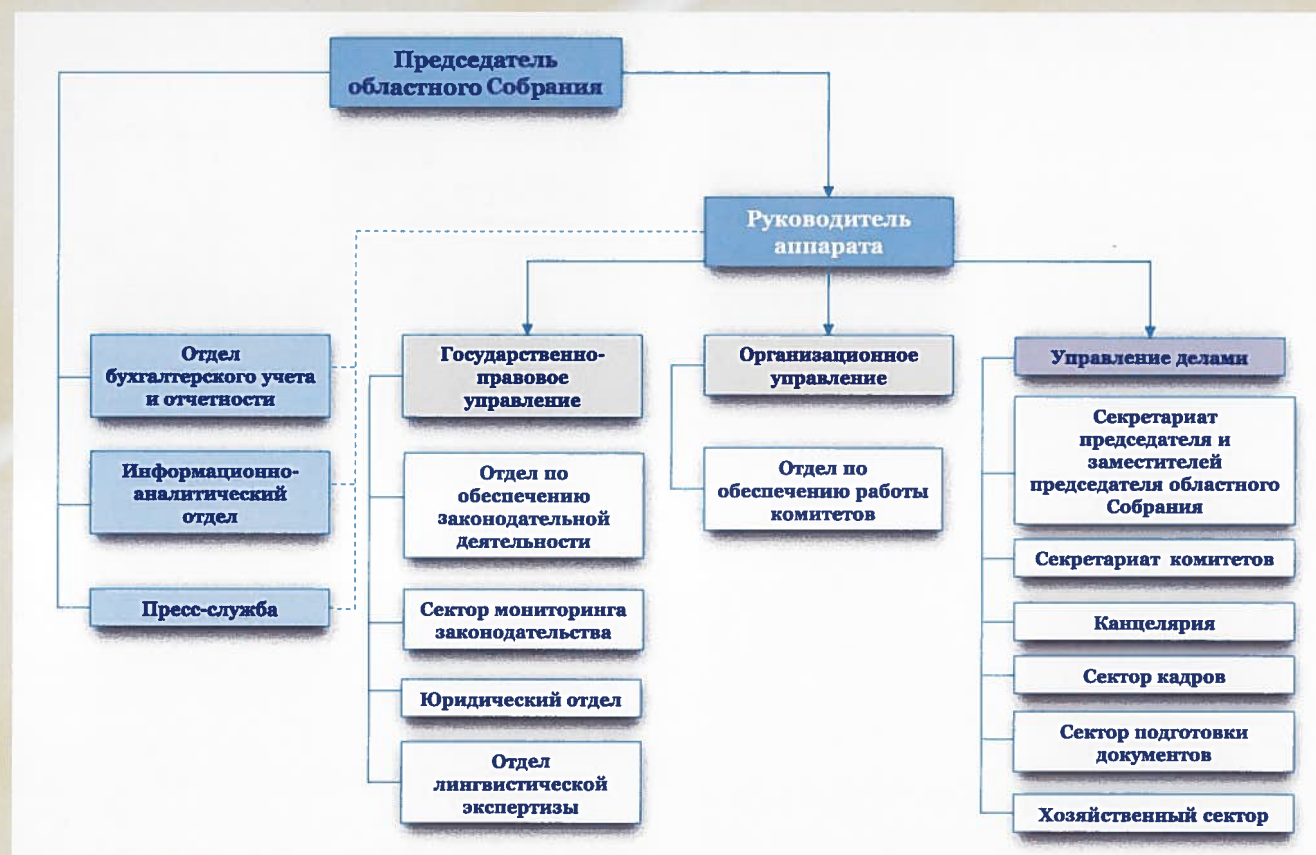 Председатель
областного Собрания
Руководитель
аппарата
Отдел
бухгалтерского учета
и отчетности
Информационно-
аналитический
отдел
Пресс-служба
Государственно-
правовое
управление
Отдел по
обеспечению
законодательной
деятельности
Сектор мониторинга
законодательства
Юридический отдел
Отдел
лингвистической
экспертизы
Организационное
управление
Отдел по
обеспечению работы
комитетов
Управление делами
Секретариат
председателя и
заместителей
председателя областного
Собрания
Секретариат комитетов
Канцелярия
Сектор кадров
Сектор подготовки
документов
Хозяйственный сектор